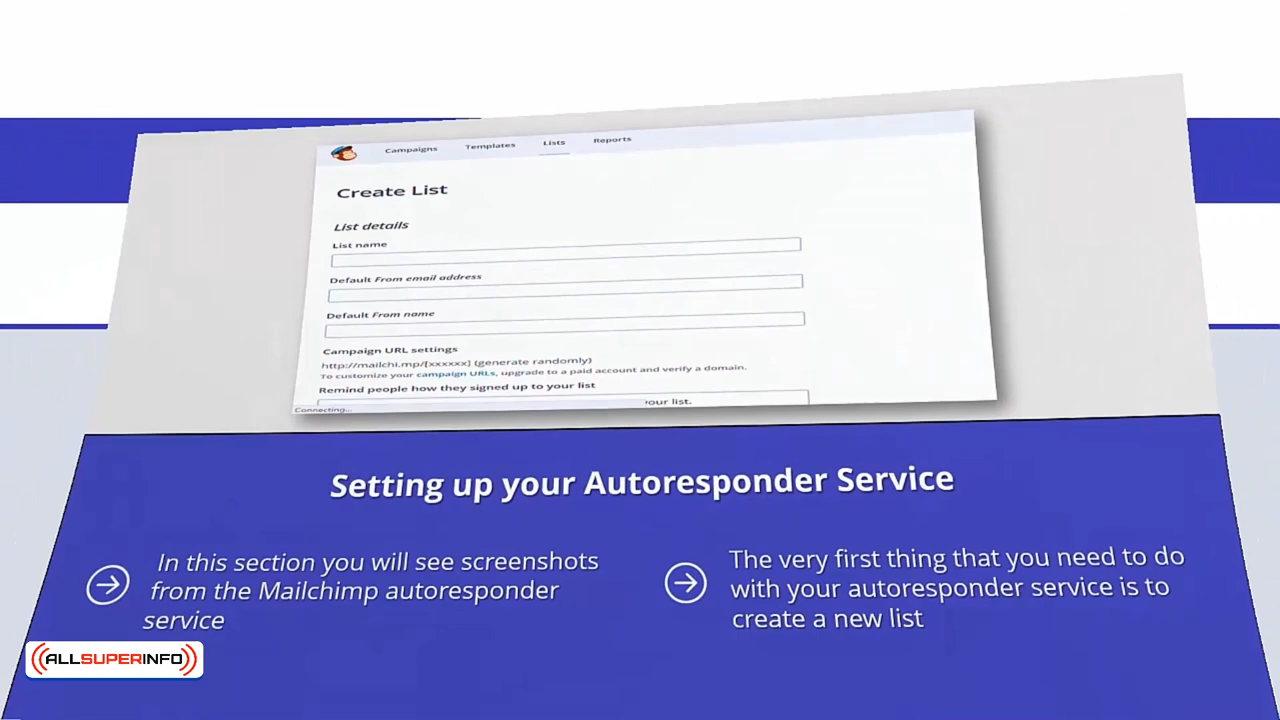 Campaigns Templates Lists Reports
Create List
List details
List name
Default From email address
Default From name
Campaign URL settings
http://mailchi.mp/[xxxxxx] (generate randomly)
To customize your campaign URLs, upgrade to a paid account and verify a domain.
Remind people how they signed up to your list
our list.
Connecting...
Setting up your Autoresponder Service
In this section you will see screenshots
from the Mailchimp autoresponder
service
The very first thing that you need to do
with your autoresponder service is to
create a new list
ALLSUPERINFO